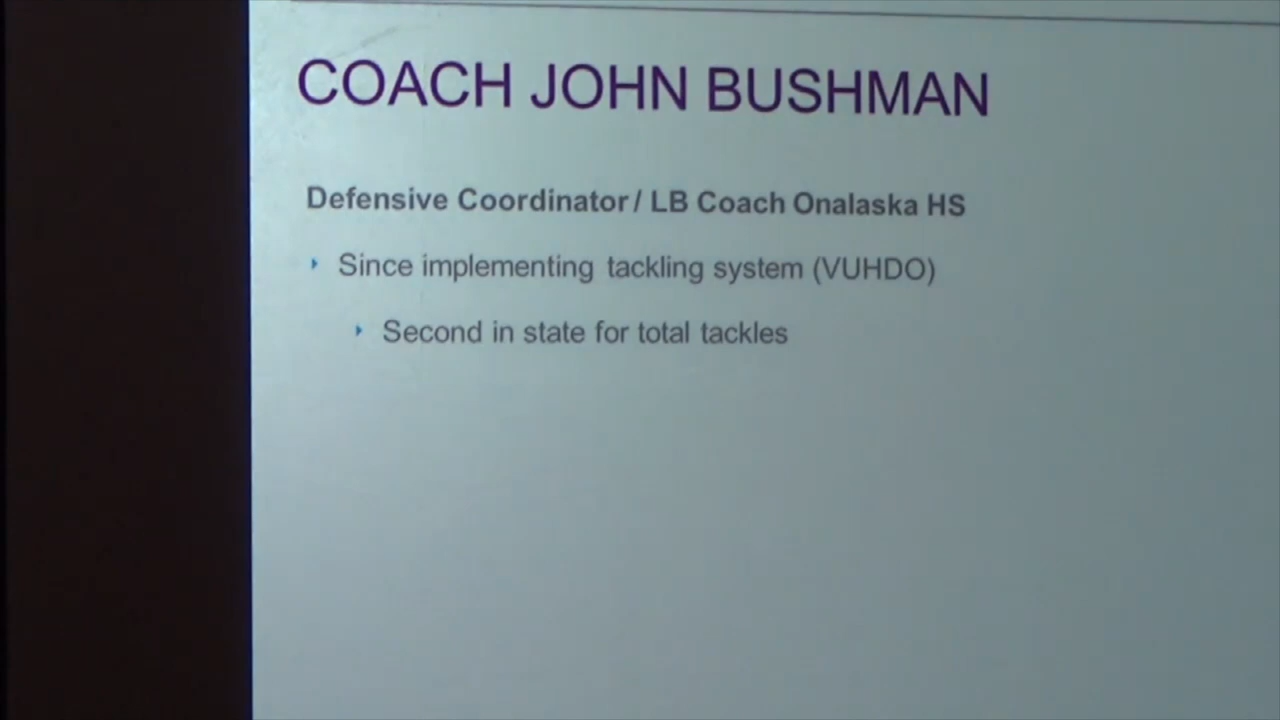 COACH JOHN BUSHMAN
Defensive Coordinator / LB Coach Onalaska HS
Since implementing tackling system (VUHDO)
Second in state for total tackles